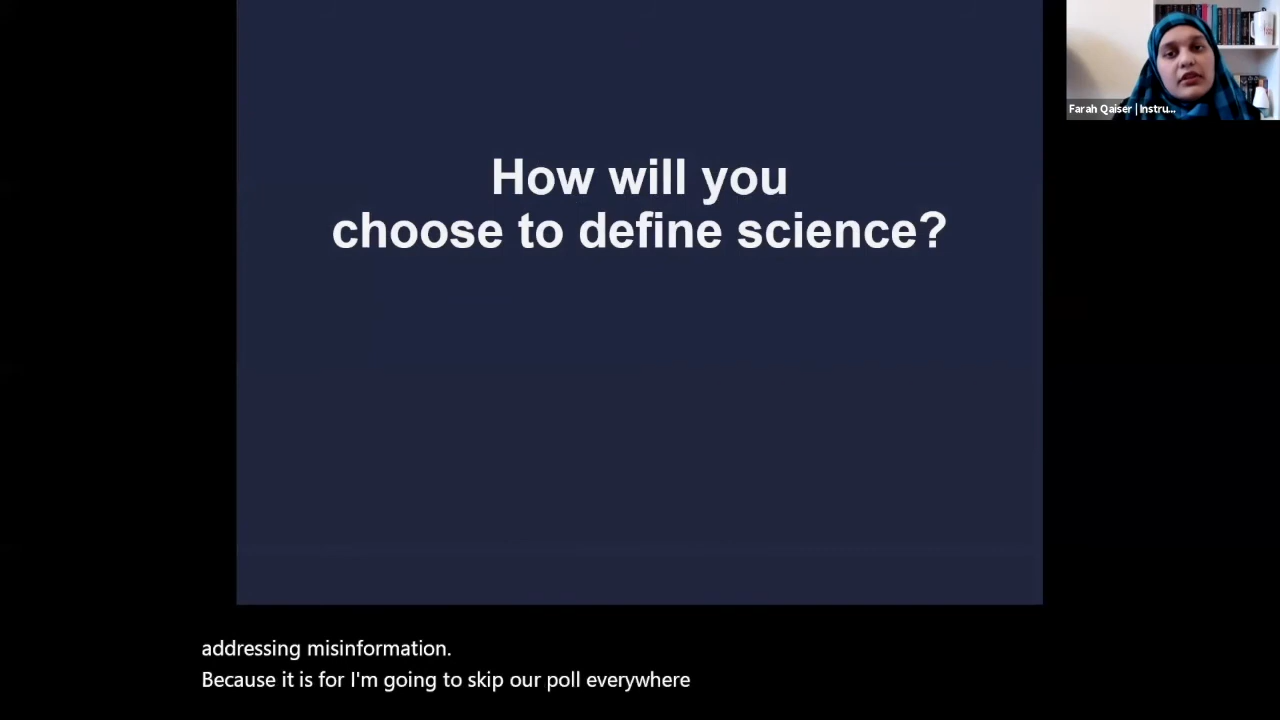 How will you
choose to define science?
Farah Qaiser | Instru...
addressing misinformation.
Because it is for I'm going to skip our poll everywhere